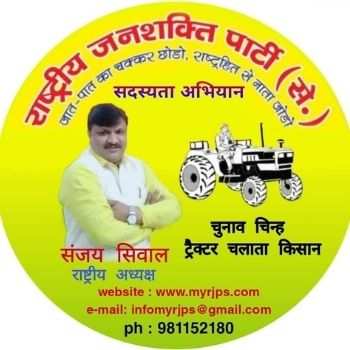 राष्ट्रीय जनशक्ति पार्टी (से.)
जात-पात का चक्कर छोडो, राष्ट्रहित से नाता जोडो
सदस्यता अभियान
चुनाव चिन्ह
ट्रैक्टर चलाता किसान
संजय सिवाल
राष्ट्रीय अध्यक्ष
website : www.myrjps.com
e-mail: infomyrjps@gmail.com
ph : 981152180